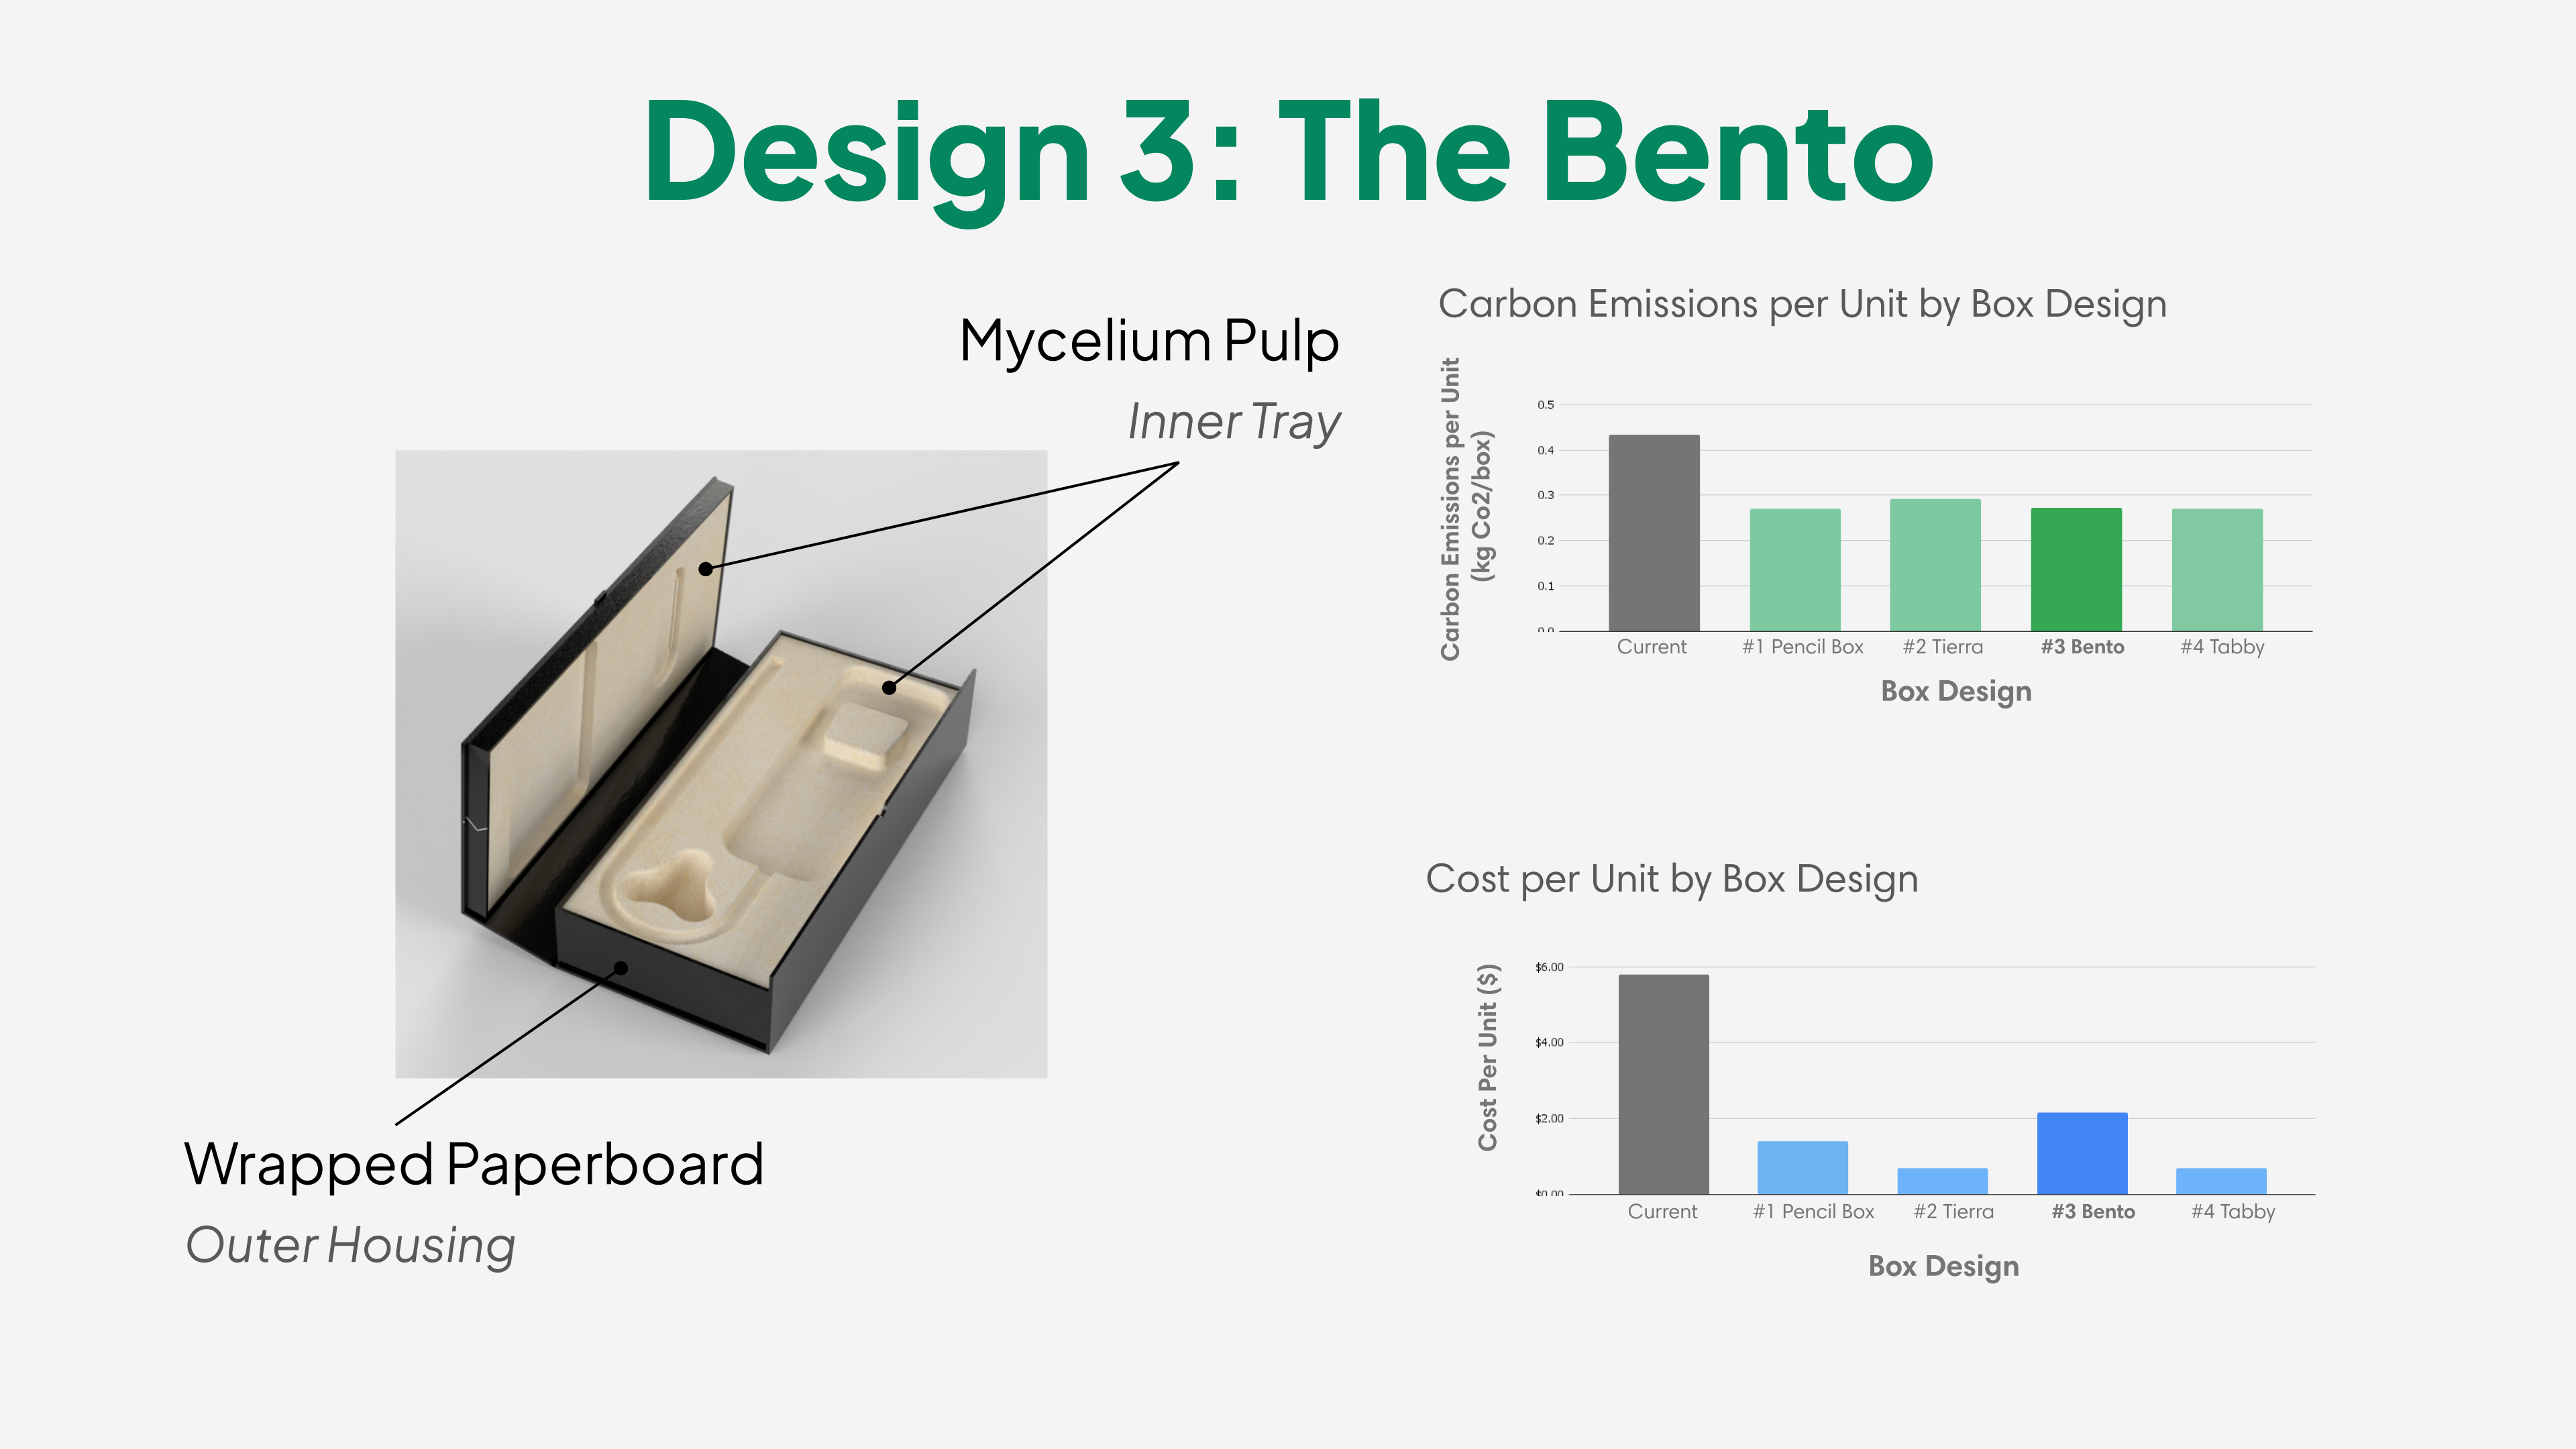 Design 3: The Bento
Mycelium Pulp
Inner Tray
Wrapped Paperboard
Outer Housing
Carbon Emissions per Unit by Box Design
Carbon Emissions per Unit
(kg Co2/box)
0.5
0.4
0.3
0.2
0.1
0.0
Current #1 Pencil Box #2 Tierra #3 Bento #4 Tabby
Box Design
Cost per Unit by Box Design
Cost Per Unit ($)
$6.00
$4.00
$2.00
$0.00
Current #1 Pencil Box #2 Tierra #3 Bento #4 Tabby
Box Design